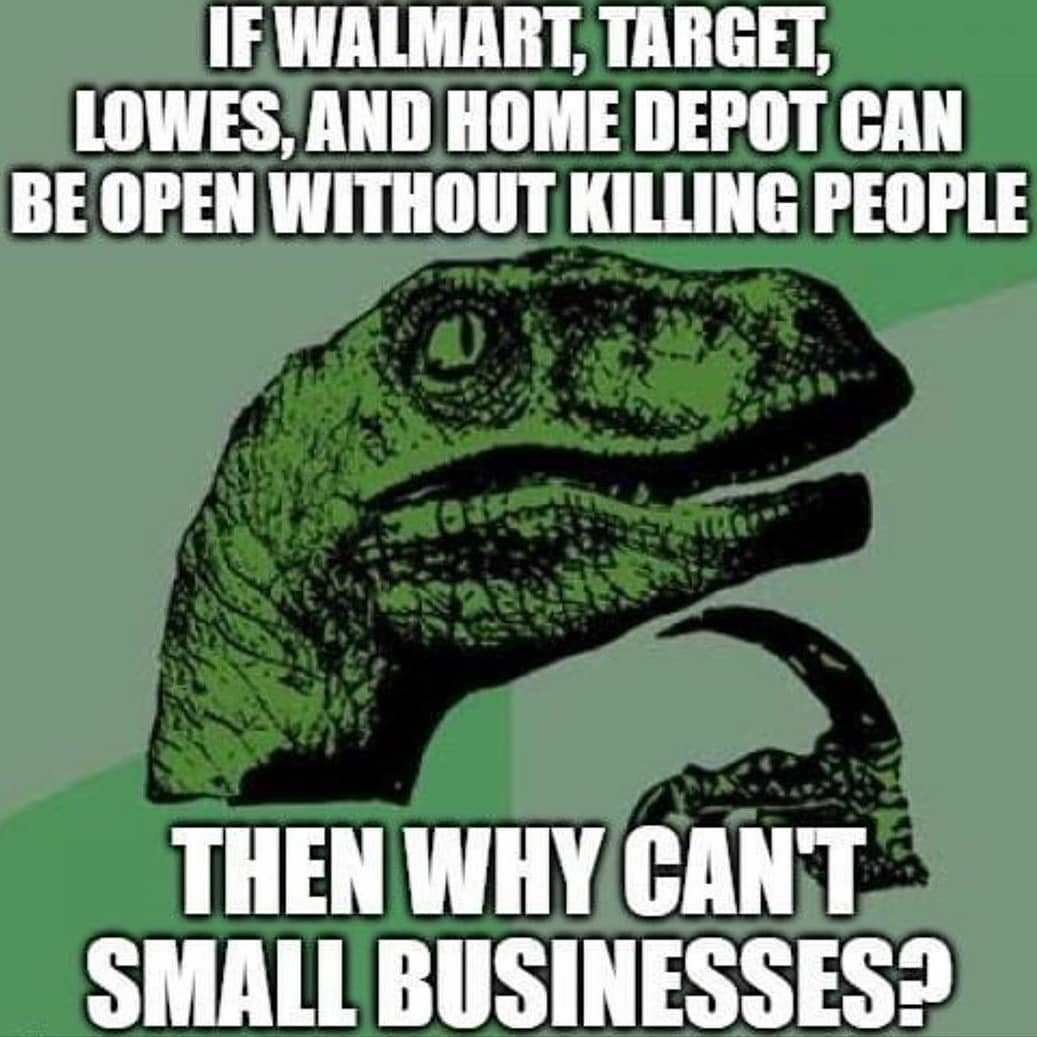 IF WALMART, TARGET,
LOWES, AND HOME DEPOT CAN
BE OPEN WITHOUT KILLING PEOPLE
THEN WHY CAN'T
SMALL BUSINESSES?